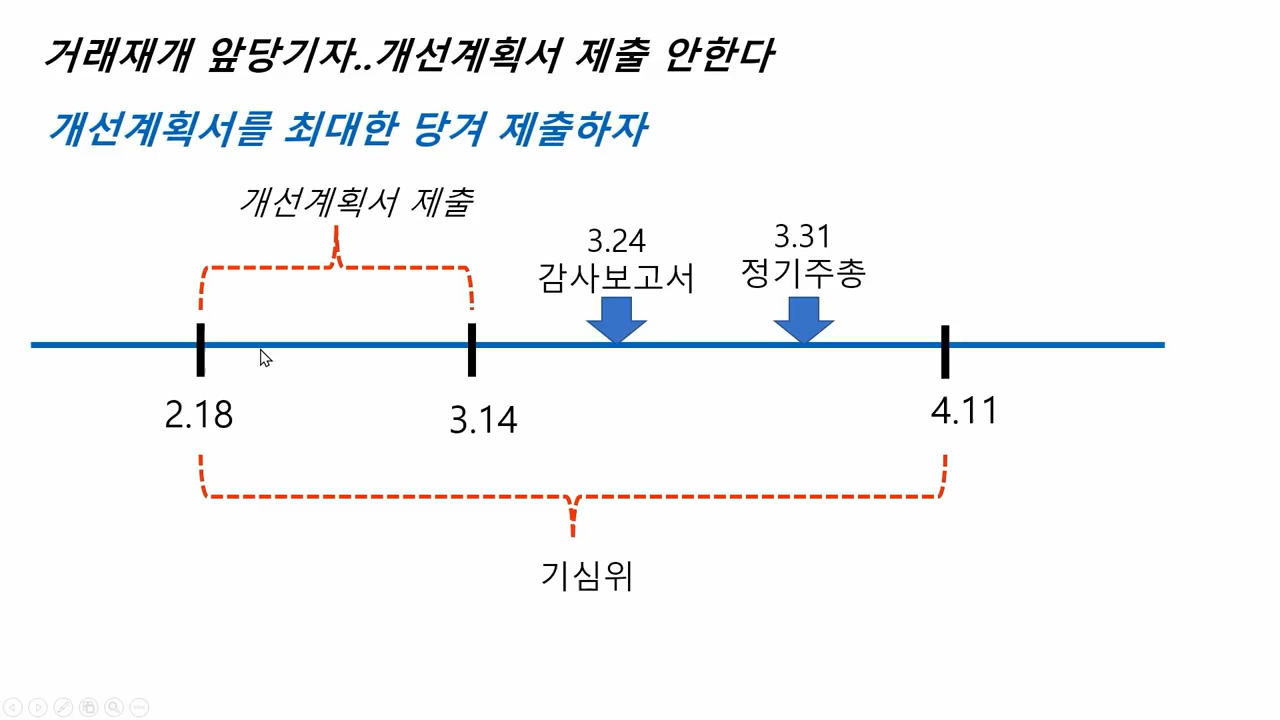 거래재개 앞당기자..개선계획서 제출 안한다
개선계획서를 최대한 당겨 제출하자
개선계획서 제출
3.24
감사보고서
3.31
정기주총
2.18
3.14
4.11
기심위